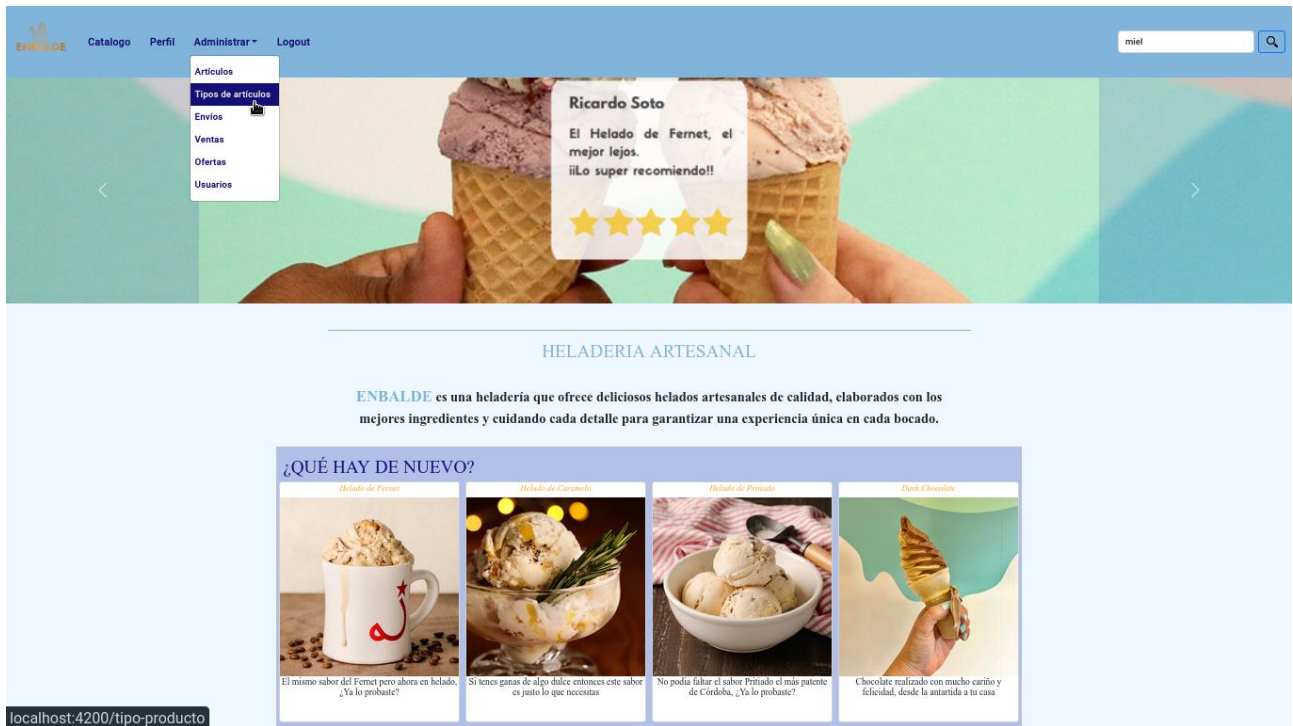 ENBALDE
Catalogo Perfil Administrar Logout
miel
Artículos
Tipos de artículos
Envíos
Ventas
Ofertas
Usuarios
Ricardo Soto
El Helado de Fernet, el
mejor lejos.
¡¡Lo super recomiendo!!
HELADERIA ARTESANAL
ENBALDE es una heladería que ofrece deliciosos helados artesanales de calidad, elaborados con los
mejores ingredientes y cuidando cada detalle para garantizar una experiencia única en cada bocado.
¿QUÉ HAY DE NUEVO?
Helado de Fernet
El mismo sabor del Fernet pero ahora en helado,
¿Ya lo probaste?
Helado de Caramelo
Si tenes ganas de algo dulce entonces este sabor
es justo lo que necesitas
Helado de Pritiado
No podia faltar el sabor Pritiado el más patente
de Córdoba, ¿Ya lo probaste?
Dark Chocolate
Chocolate realizado con mucho cariño y
felicidad, desde la antartida a tu casa
localhost:4200/tipo-producto